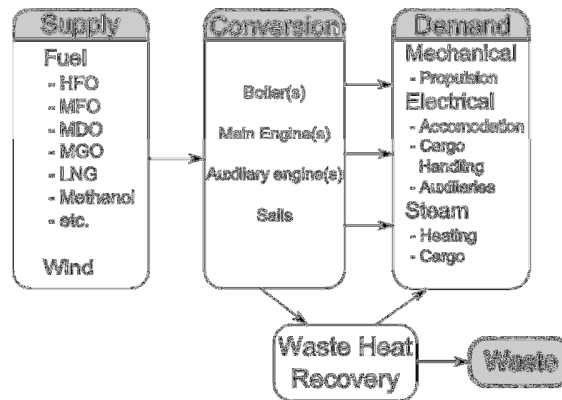 Supply
Fuel
- HFO
- MFO
- MDO
- MGO
- LNG
- Methanol
- etc.
Wind
Conversion
Boiler(s)
Main Engine(s)
Auxiliary engine(s)
Sails
Demand
Mechanical
- Propulsion
Electrical
- Accomodation
- Cargo
Handling
- Auxiliaries
Steam
- Heating
- Cargo
Waste Heat
Recovery
Waste